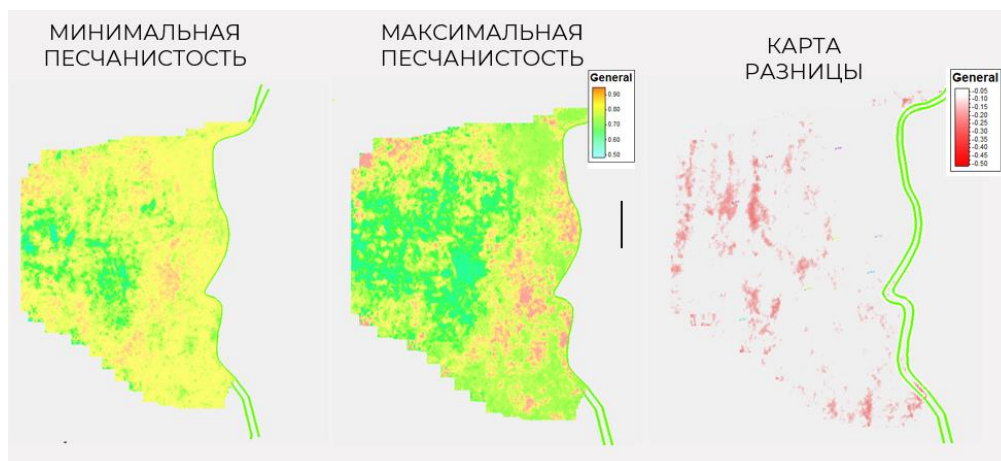 МИНИМАЛЬНАЯ
ПЕСЧАНИСТОСТЬ
МАКСИМАЛЬНАЯ
ПЕСЧАНИСТОСТЬ
КАРТА
РАЗНИЦЫ
General
0.90
0.80
0.70
0.60
0.50
General
-0.05
-0.10
-0.15
-0.20
-0.25
-0.30
-0.35
-0.40
-0.45
-0.50